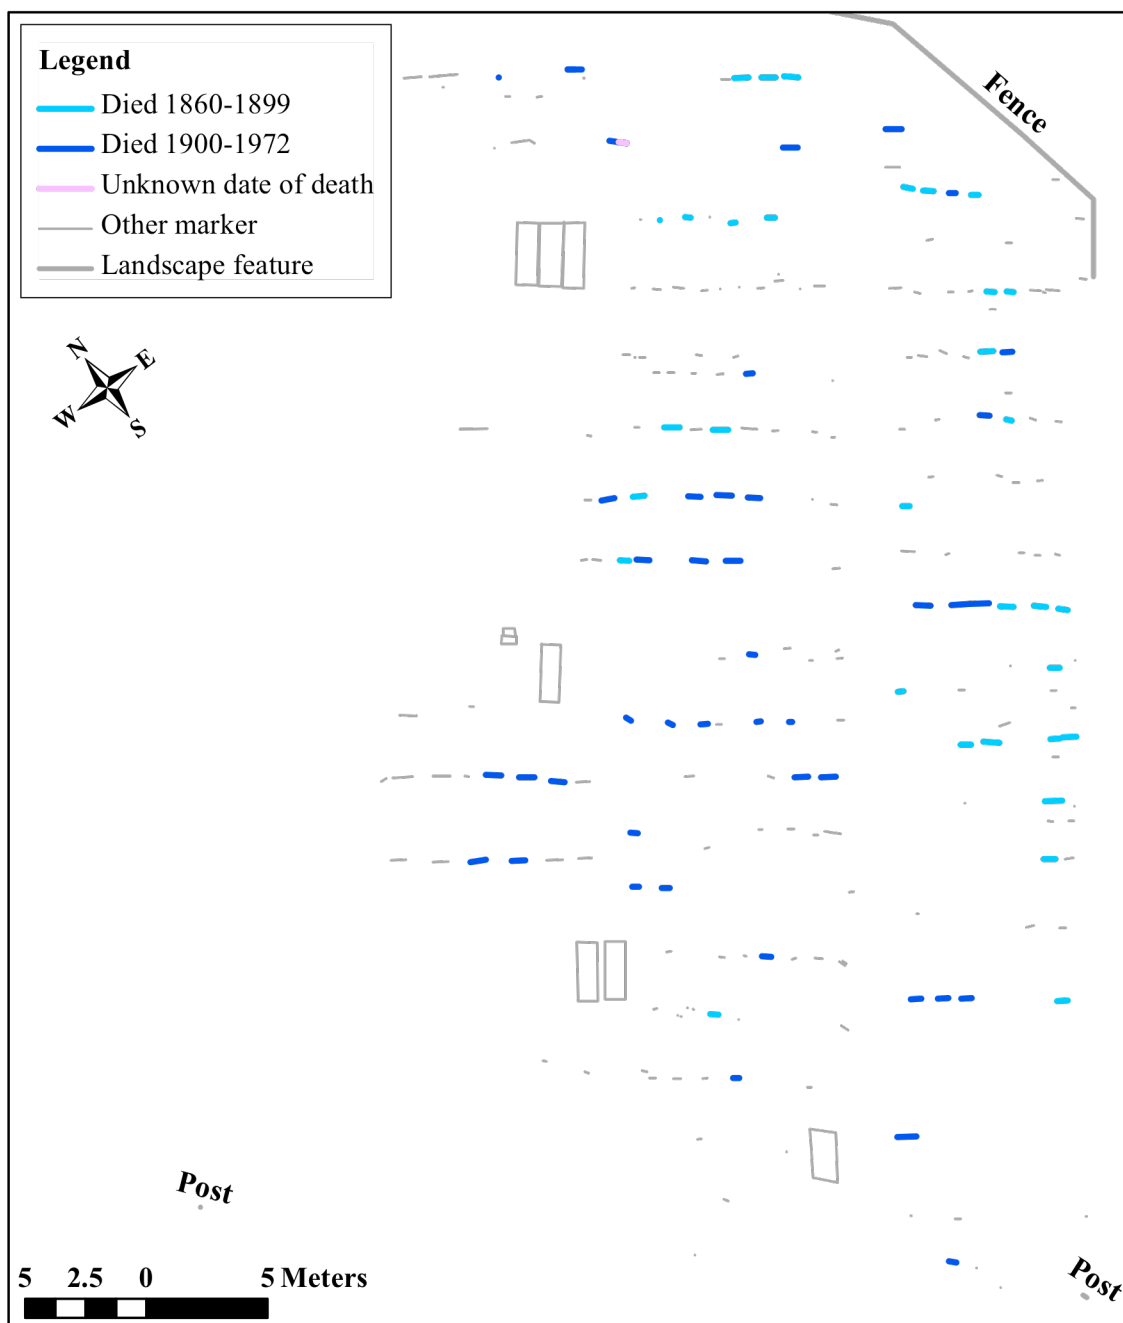 Legend
Died 1860-1899
Died 1900-1972
Unknown date of death
Other marker
Landscape feature
Fence
N
E
W
S
Post
5 2.5 0 5 Meters
Post